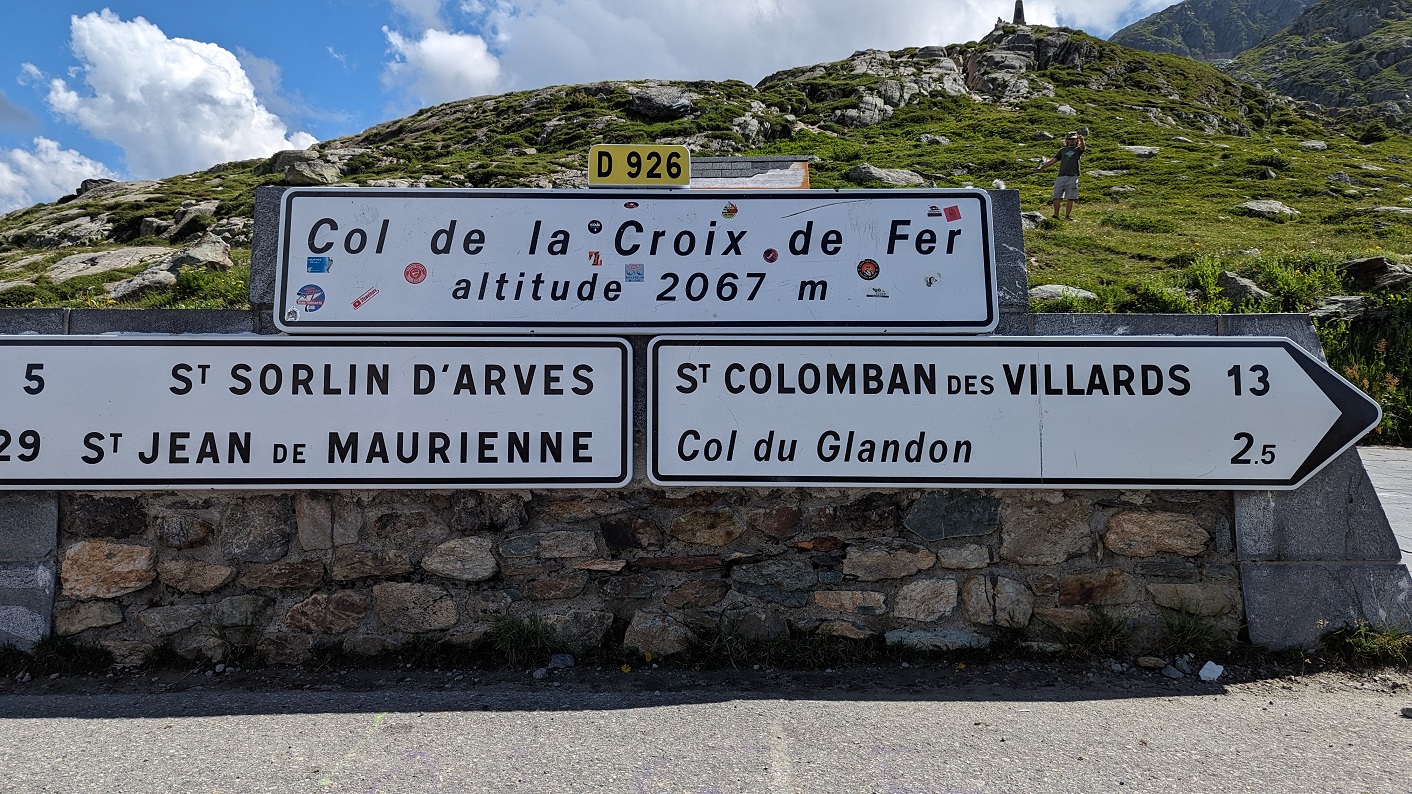 D 926
Col de la Croix de Fer
altitude 2067 m
5 ST SORLIN D'ARVES
29 ST JEAN DE MAURIENNE
ST COLOMBAN DES VILLARDS 13
Col du Glandon 2.5